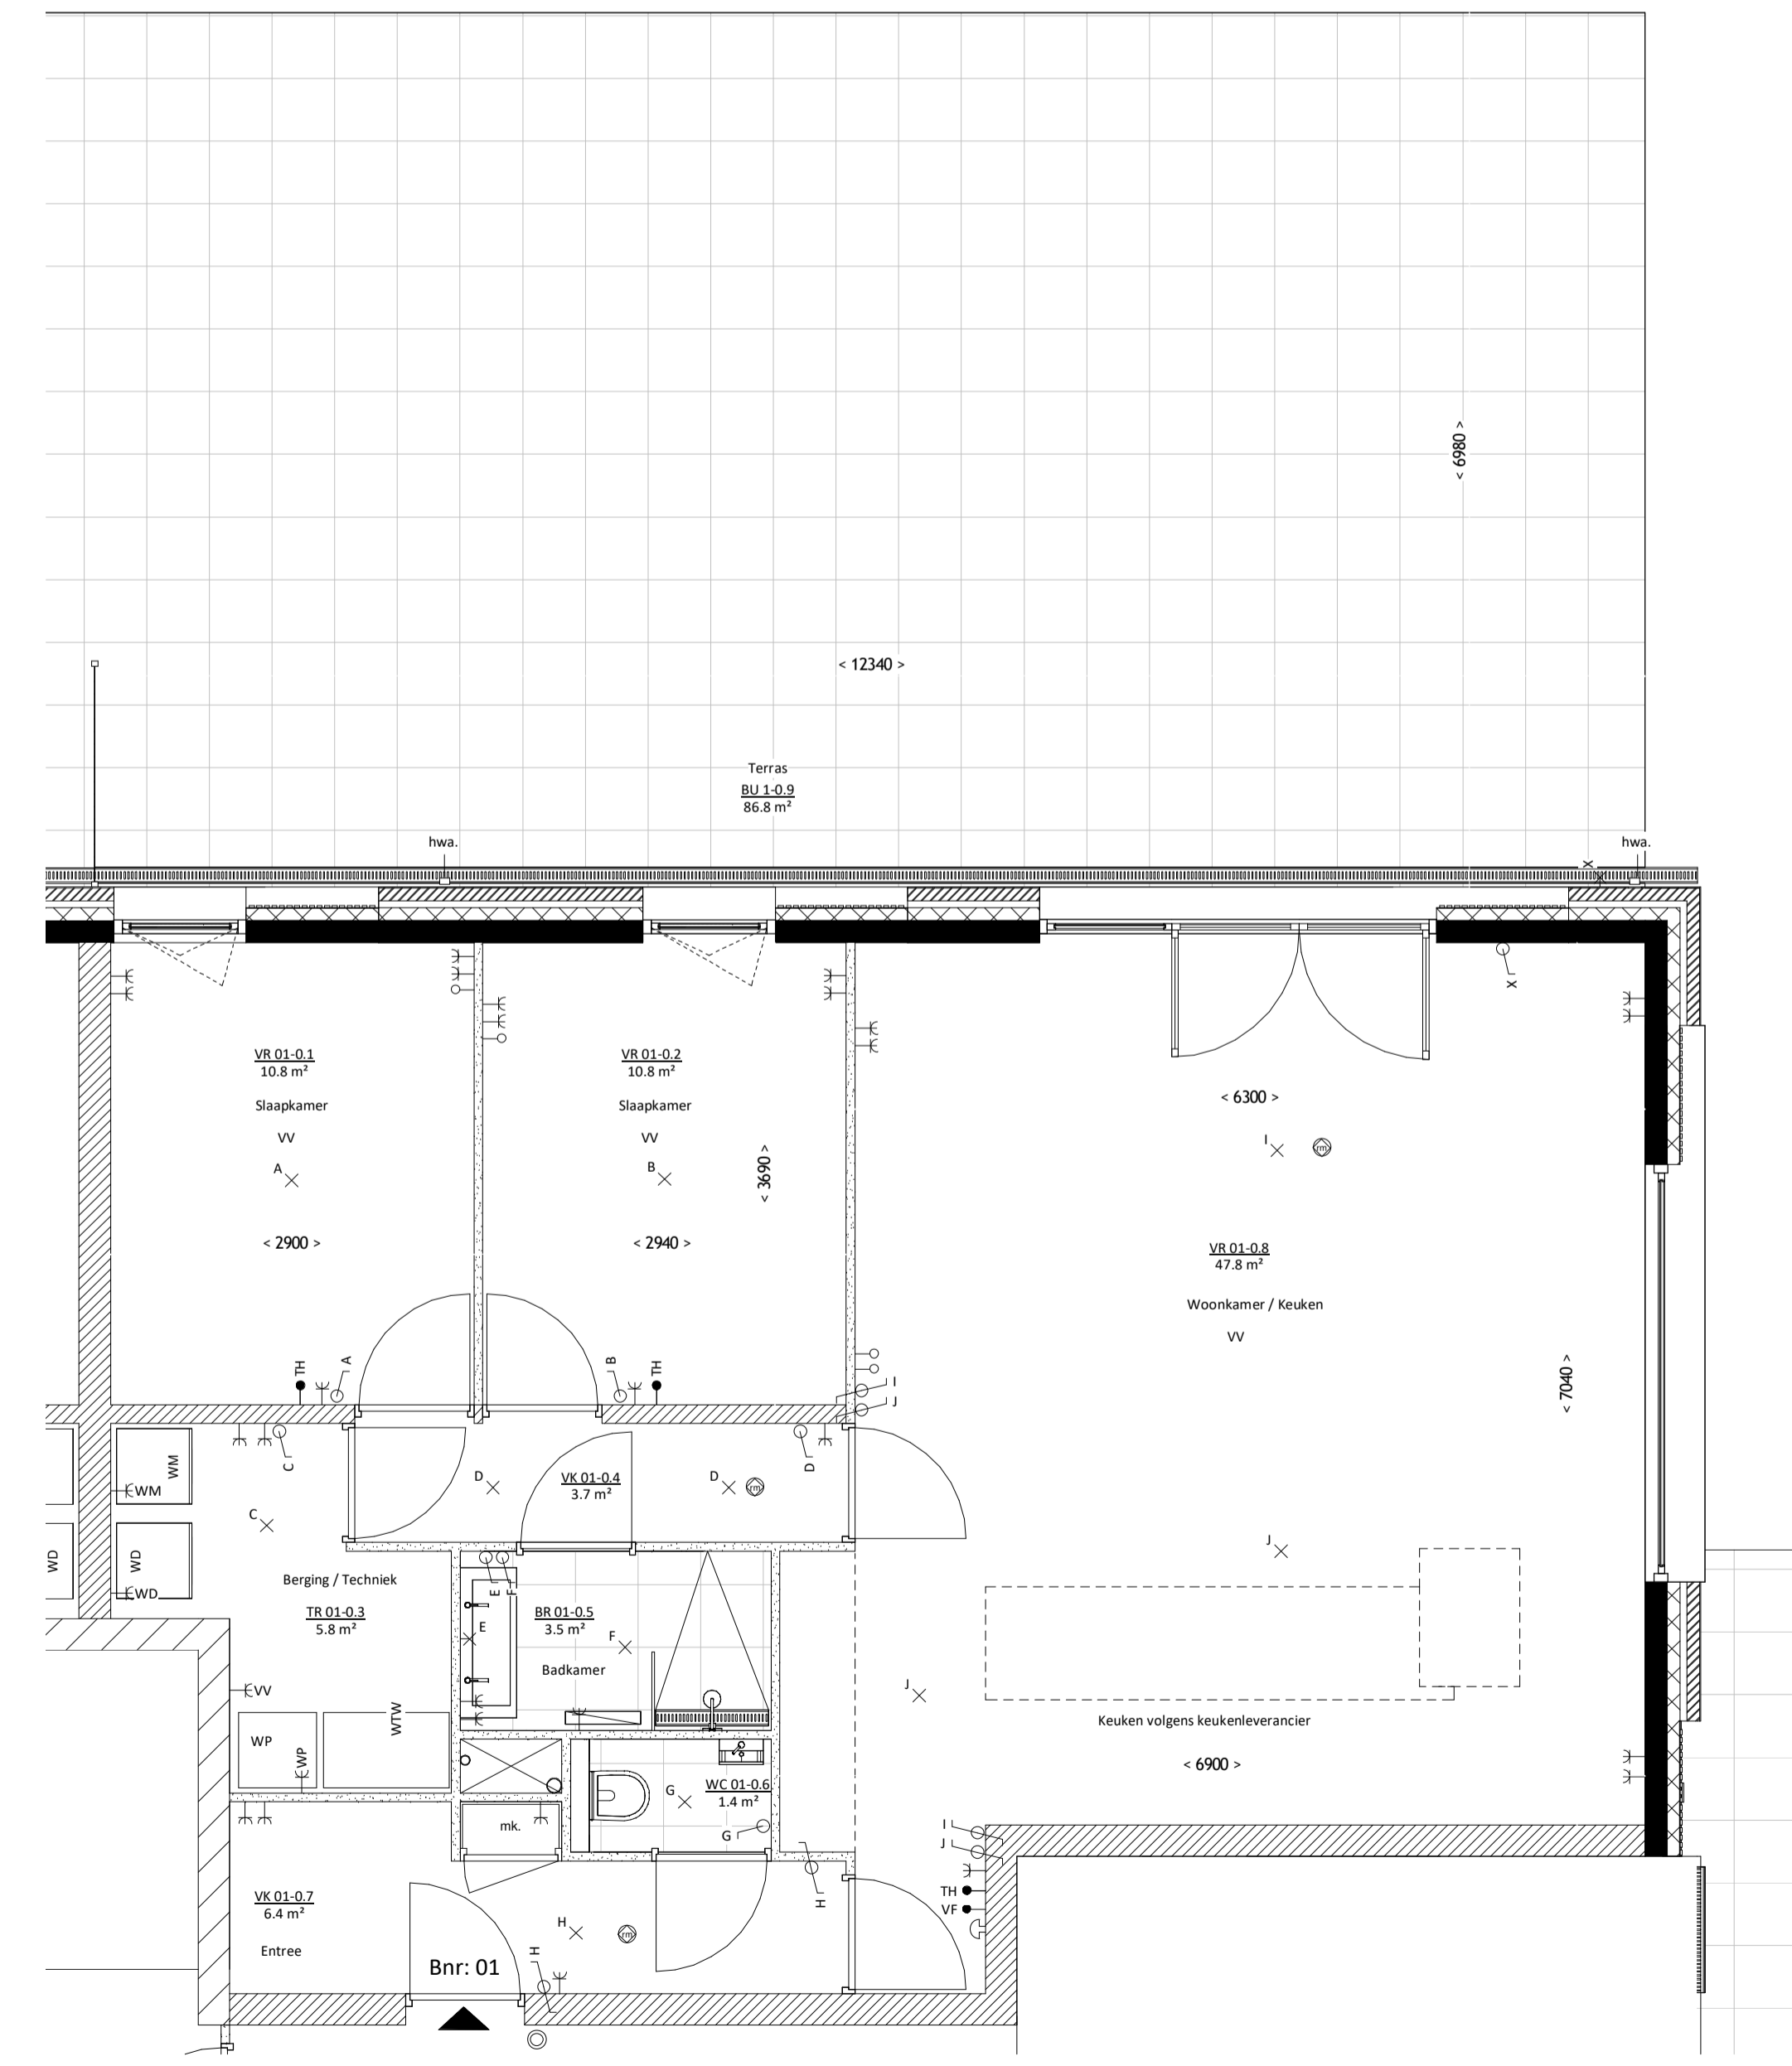 < 6980 >
< 12340 >
Terras
BU 1-0.9
86.8 m²
hwa.
hwa.
X
X
VR 01-0.1
10.8 m²
Slaapkamer
VV
A
< 2900 >
VR 01-0.2
10.8 m²
Slaapkamer
VV
B
< 3690 >
< 2940 >
< 6300 >
I
rm
VR 01-0.8
47.8 m²
Woonkamer / Keuken
VV
< 7040 >
TH
A
B
TH
I
J
C
D
WM
WM
C
D
VK 01-0.4
3.7 m²
D
rm
J
WD
WD
WD
Berging / Techniek
TR 01-0.3
5.8 m²
E
F
E
BR 01-0.5
3.5 m²
F
Badkamer
J
VV
WP
WP
WTW
Keuken volgens keukenleverancier
< 6900 >
G
WC 01-0.6
1.4 m²
G
mk.
I
J
TH
VF
H
VK 01-0.7
6.4 m²
Entree
H
rm
H
Bnr: 01